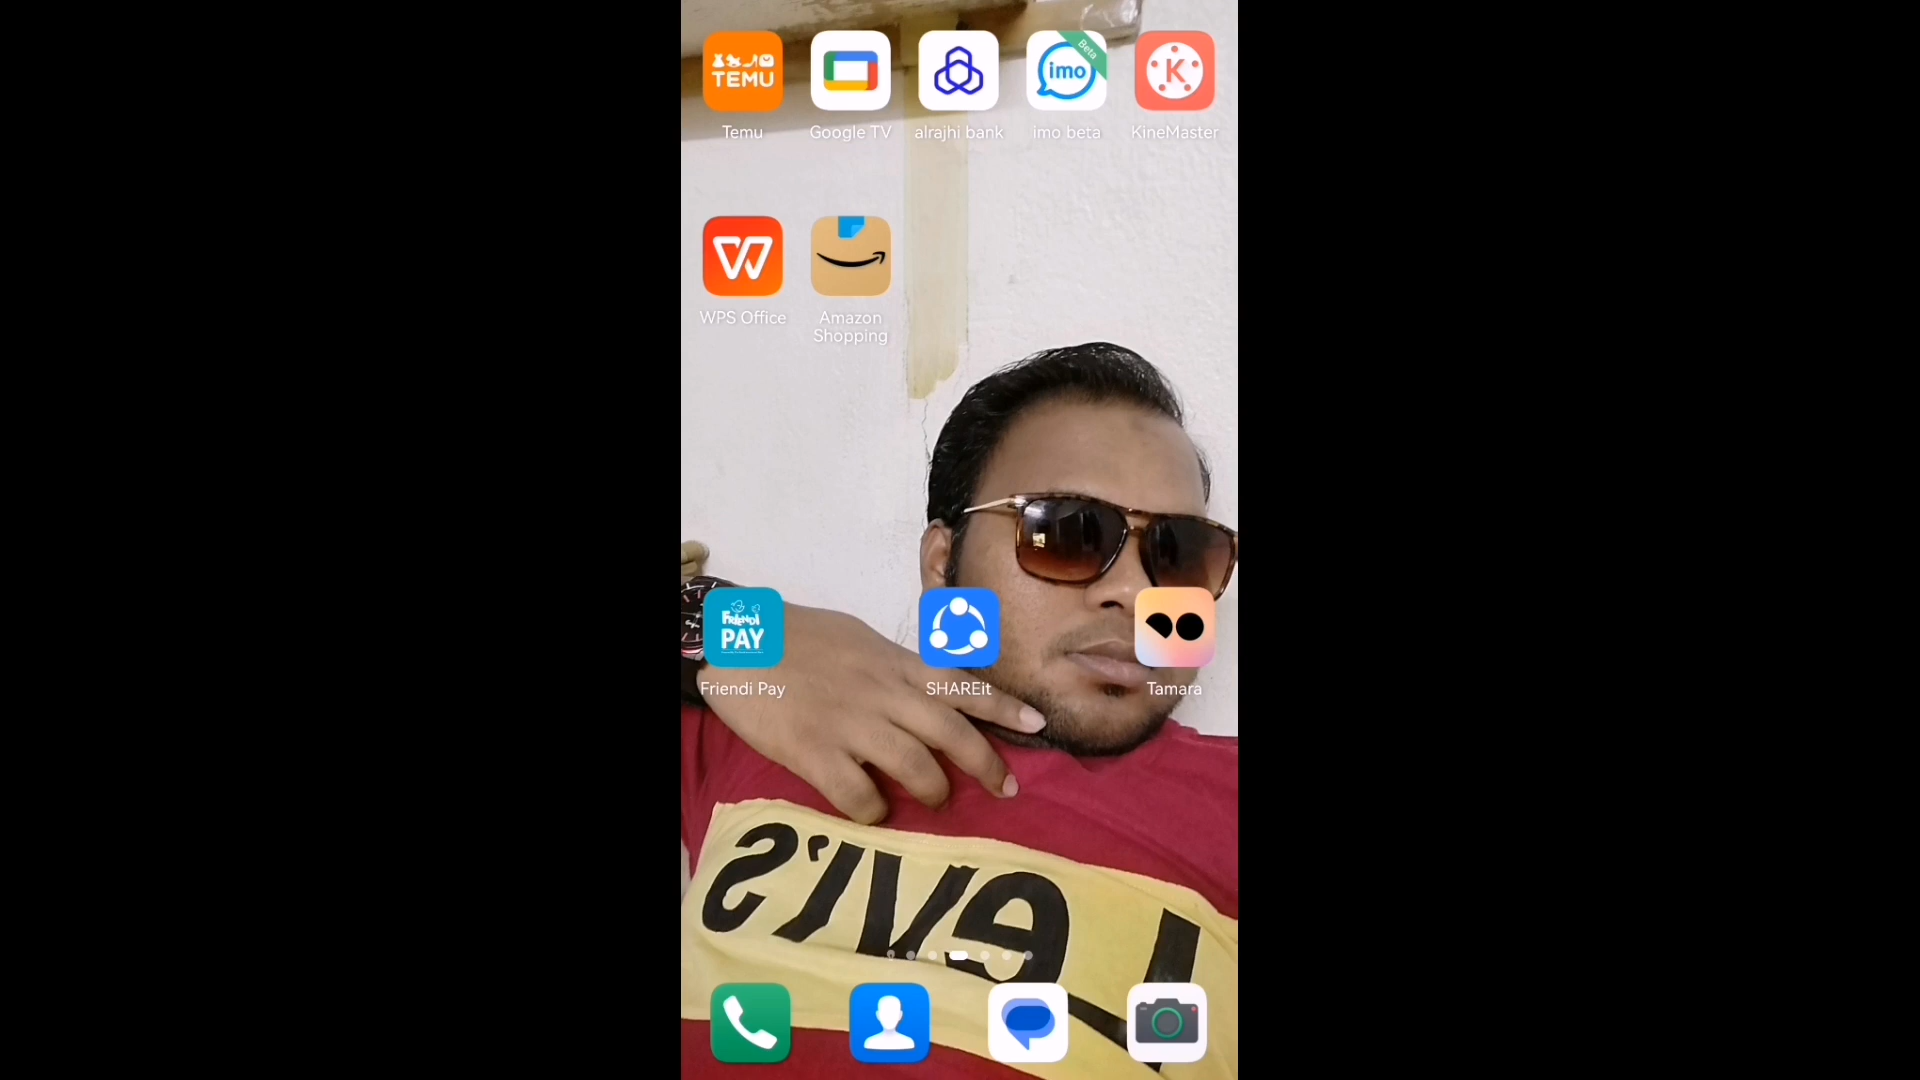 TEMU
Beta
imo
K
Temu
Google TV
alrajhi bank
imo beta
KineMaster
W
WPS Office
Amazon
Shopping
FRiENDi
PAY
Friendi Pay
SHAREit
Tamara
Levi's